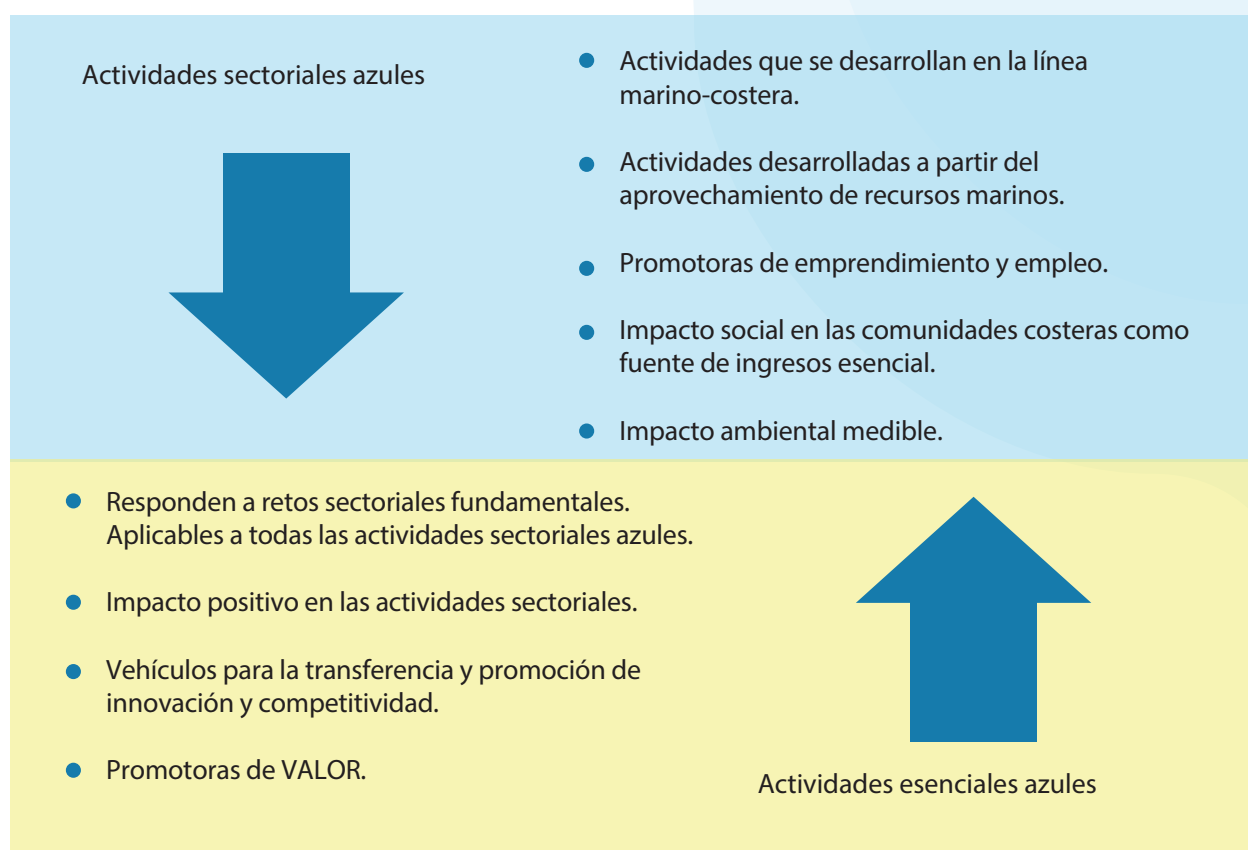 Actividades sectoriales azules
● Actividades que se desarrollan en la línea
marino-costera.
● Actividades desarrolladas a partir del
aprovechamiento de recursos marinos.
● Promotoras de emprendimiento y empleo.
● Impacto social en las comunidades costeras como
fuente de ingresos esencial.
● Impacto ambiental medible.
● Responden a retos sectoriales fundamentales.
Aplicables a todas las actividades sectoriales azules.
● Impacto positivo en las actividades sectoriales.
● Vehículos para la transferencia y promoción de
innovación y competitividad.
● Promotoras de VALOR.
Actividades esenciales azules